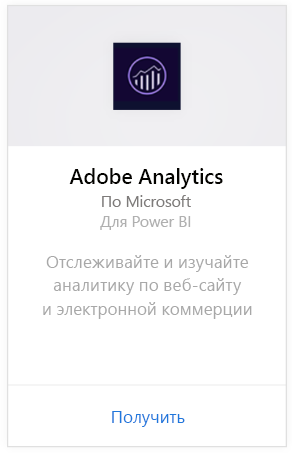 Adobe Analytics
По Microsoft
Для Power BI
Отслеживайте и изучайте
аналитику по веб-сайту
и электронной коммерции
Получить